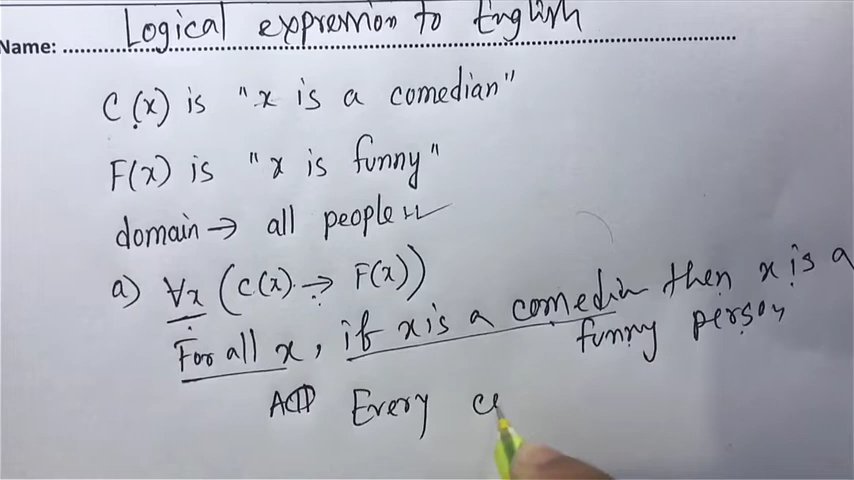 Logical expression to English
Name:
C(x) is "x is a comedian"
F(x) is "x is funny"
domain → all people
a) ∀x (C(x) → F(x))
For all x, if x is a comedin then x is a
funny person
Every c